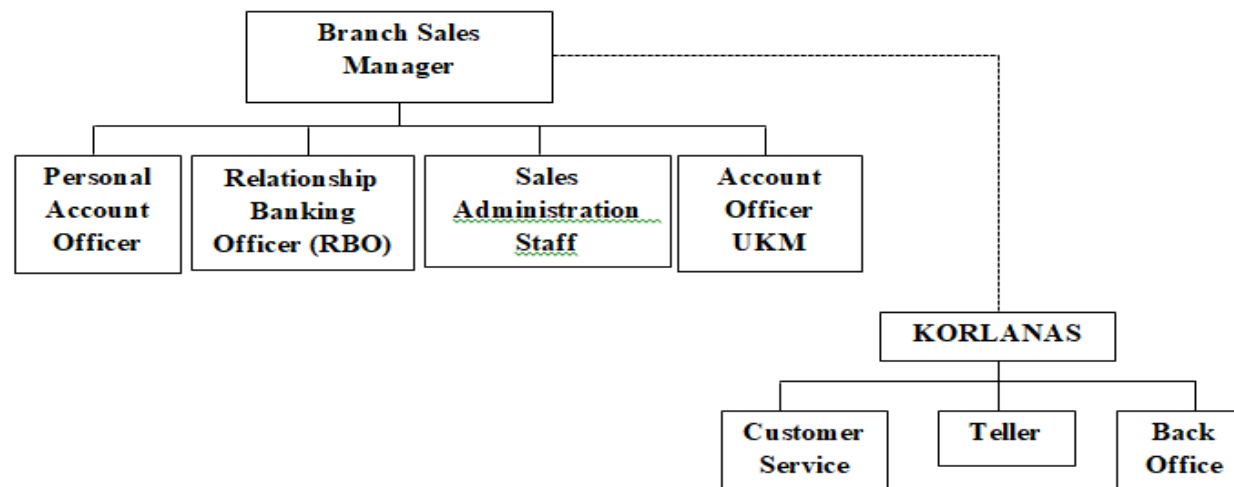 Branch Sales
Manager
Personal
Account
Officer
Relationship
Banking
Officer (RBO)
Sales
Administration
Staff
Account
Officer
UKM
KORLANAS
Customer
Service
Teller
Back
Office